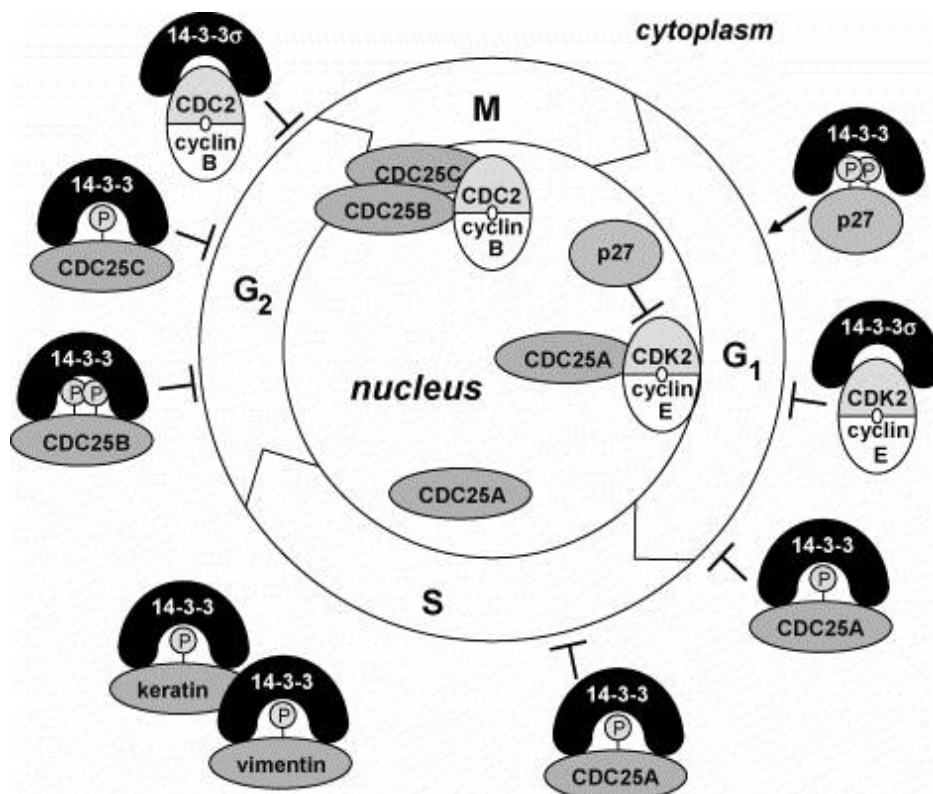 cytoplasm
14-3-3σ
CDC2
cyclin
B
M
14-3-3
P P
p27
14-3-3
P
CDC25C
CDC25C
CDC25B
CDC2
cyclin
B
p27
G2
14-3-3σ
CDK2
cyclin
E
CDC25A
CDK2
cyclin
E
G1
nucleus
14-3-3
P P
CDC25B
CDC25A
14-3-3
P
CDC25A
S
14-3-3
P
keratin
14-3-3
P
vimentin
14-3-3
P
CDC25A